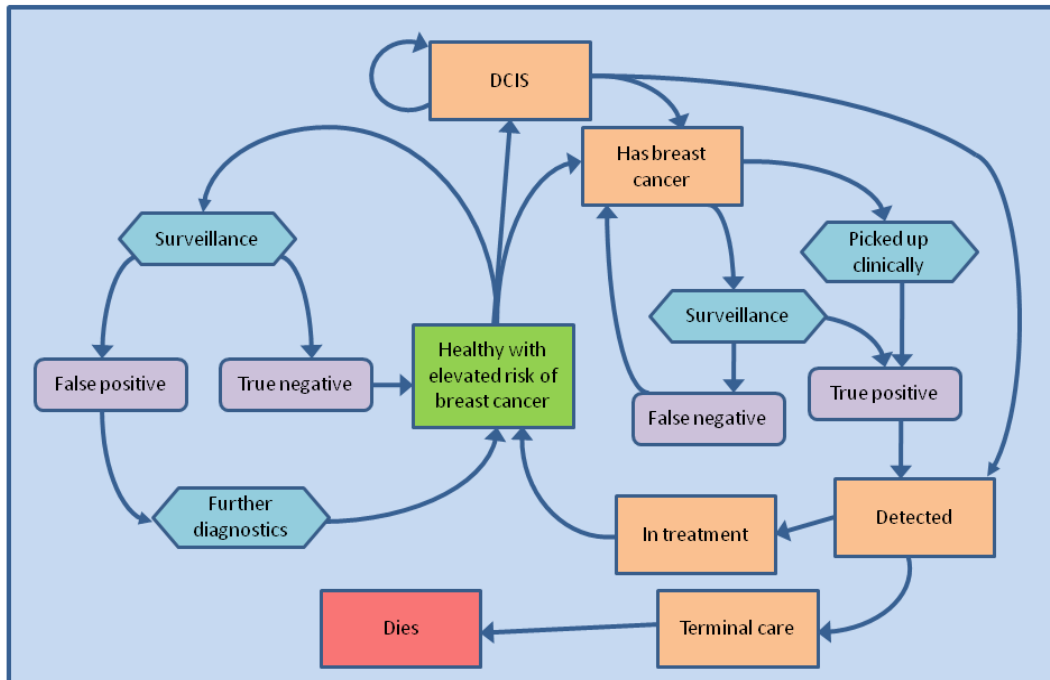 DCIS
Has breast
cancer
Surveillance
Picked up
clinically
Surveillance
Healthy with
elevated risk of
breast cancer
False positive
True negative
False negative
True positive
Further
diagnostics
In treatment
Detected
Dies
Terminal care